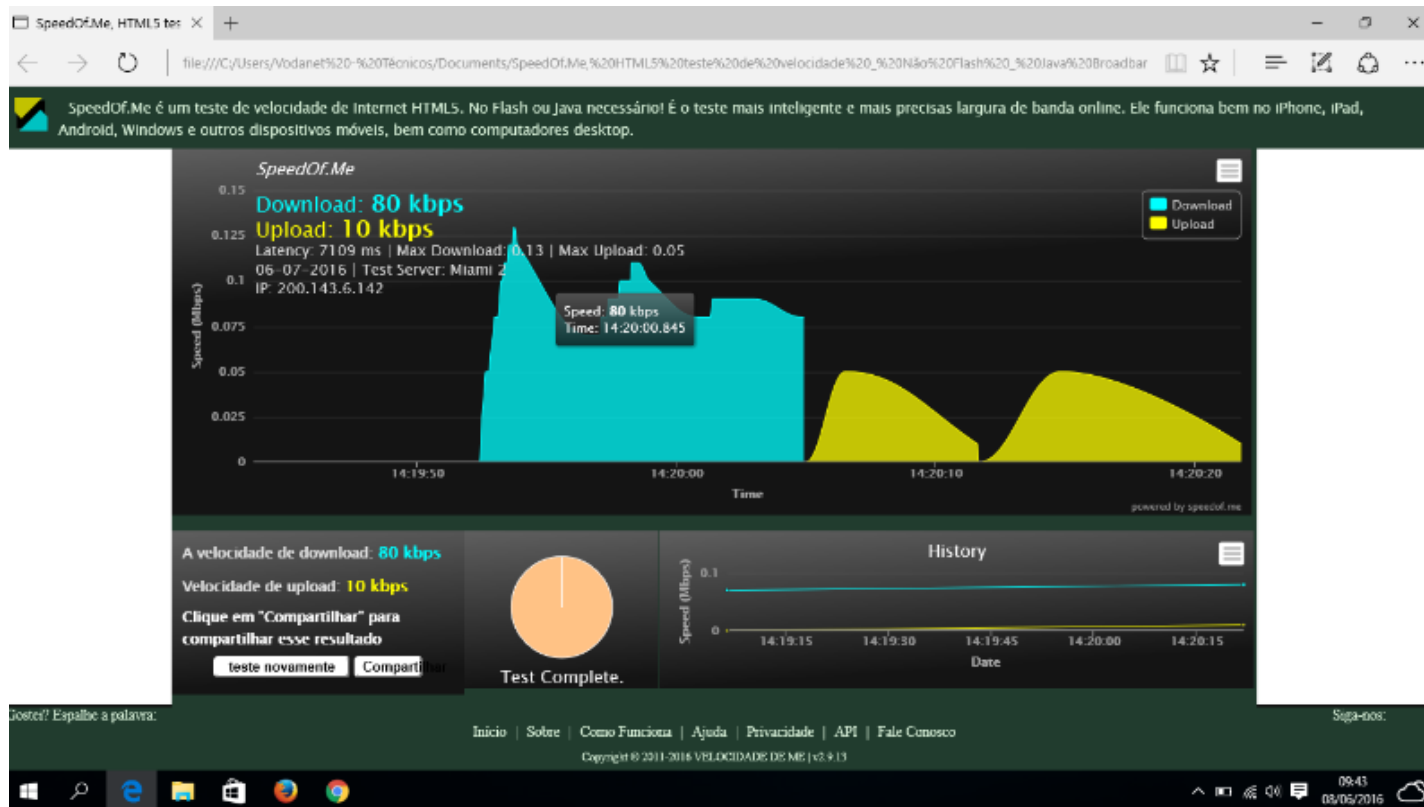 SpeedOf.Me, HTML5 tes
file:///C:/Users/Vodanet%20-%20Técnicos/Documents/SpeedOf.Me,%20HTML5%20teste%20de%20velocidade%20_%20Não%20Flash%20_%20Java%20Broadbar
SpeedOf.Me é um teste de velocidade de Internet HTML5. No Flash ou Java necessário! É o teste mais inteligente e mais precisas largura de banda online. Ele funciona bem no iPhone, iPad,
Android, Windows e outros dispositivos móveis, bem como computadores desktop.
SpeedOf.Me
Download: 80 kbps
Upload: 10 kbps
Latency: 7109 ms | Max Download: 0.13 | Max Upload: 0.05
06-07-2016 | Test Server: Miami 2
IP: 200.143.6.142
Download
Upload
Speed: 80 kbps
Time: 14:20:00.845
Speed (Mbps)
0.15
0.125
0.1
0.075
0.05
0.025
0
14:19:50 14:20:00 14:20:10 14:20:20
Time
powered by speedof.me
A velocidade de download: 80 kbps
Velocidade de upload: 10 kbps
Clique em "Compartilhar" para
compartilhar esse resultado
teste novamente Compartilhar
Test Complete.
History
Speed (Mbps)
0.1
0
14:19:15 14:19:30 14:19:45 14:20:00 14:20:15
Date
Gostei? Espalhe a palavra:
Siga-nos:
Início | Sobre | Como Funciona | Ajuda | Privacidade | API | Fale Conosco
Copyright © 2011-2016 VELOCIDADE DE ME | v2.9.13
09:43
08/06/2016